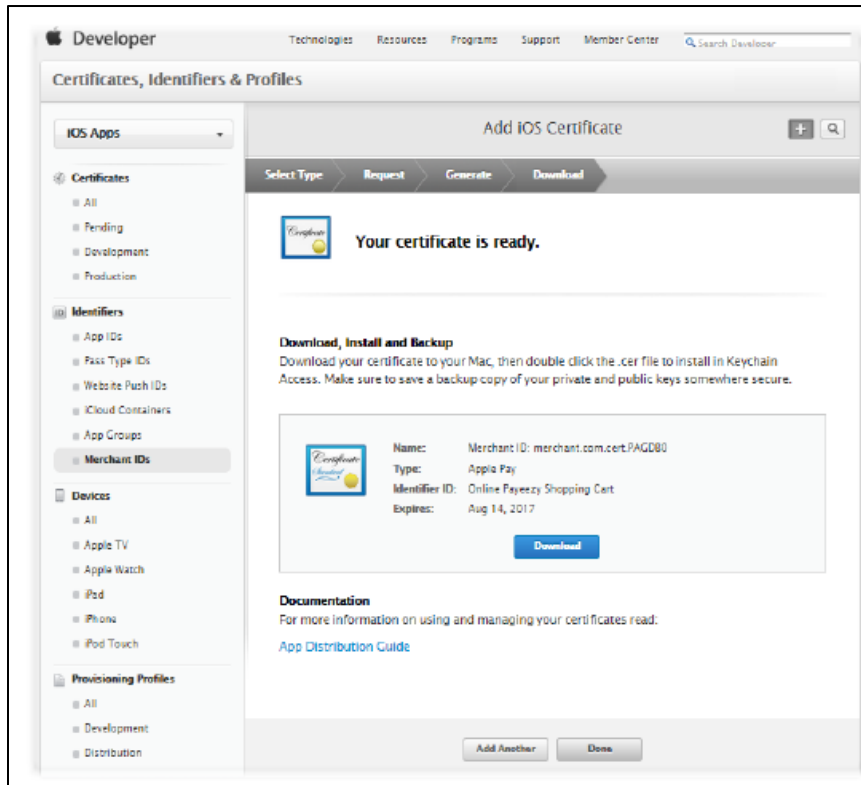 Developer
Technologies Resources Programs Support Member Center Search Developer
Certificates, Identifiers & Profiles
iOS Apps
Add iOS Certificate
Select Type Request Generate Download
Certificates
All
Pending
Development
Production
Certificate
Your certificate is ready.
Identifiers
App IDs
Pass Type IDs
Website Push IDs
iCloud Containers
App Groups
Merchant IDs
Download, Install and Backup
Download your certificate to your Mac, then double click the .cer file to install in Keychain
Access. Make sure to save a backup copy of your private and public keys somewhere secure.
Certificate
Standard
Name: Merchant ID: merchant.com.cert.PAGD80
Type: Apple Pay
Identifier ID: Online Payeezy Shopping Cart
Expires: Aug 14, 2017
Download
Devices
All
Apple TV
Apple Watch
iPad
iPhone
iPod Touch
Documentation
For more information on using and managing your certificates read:
App Distribution Guide
Provisioning Profiles
All
Development
Distribution
Add Another Done